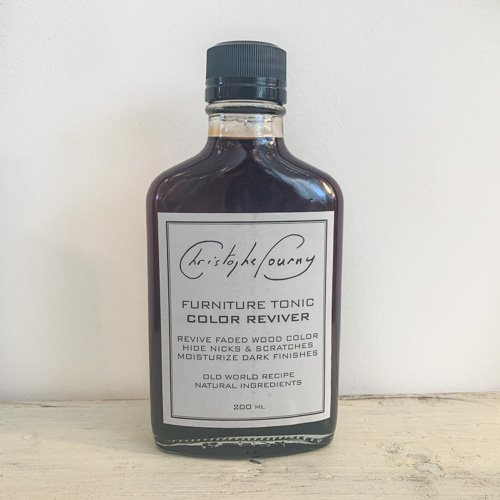 Christophe Pourny
FURNITURE TONIC
COLOR REVIVER
REVIVE FADED WOOD COLOR
HIDE NICKS & SCRATCHES
MOISTURIZE DARK FINISHES
OLD WORLD RECIPE
NATURAL INGREDIENTS
200 ML